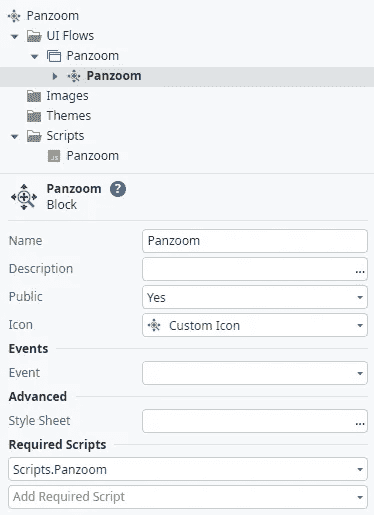 Panzoom
UI Flows
Panzoom
Panzoom
Images
Themes
Scripts
JS Panzoom
Panzoom ?
Block
Name Panzoom
Description ...
Public Yes
Icon Custom Icon
Events
Event
Advanced
Style Sheet ...
Required Scripts
Scripts.Panzoom
Add Required Script